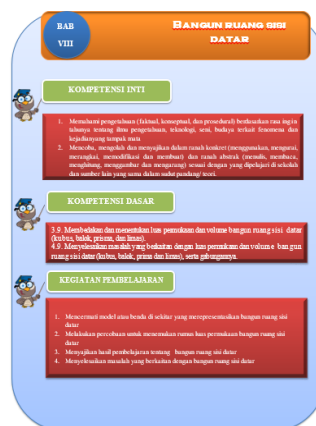 BAB
VIII
BANGUN RUANG SISI
DATAR
KOMPETENSI INTI
1. Memahami pengetahuan (faktual, konseptual, dan prosedural) berdasarkan rasa ingin
tahunya tentang ilmu pengetahuan, teknologi, seni, budaya terkait fenomena dan
kejadian yang tampak mata
2. Mencoba, mengolah dan menyajikan dalam ranah konkret (menggunakan, mengurai,
merangkai, memodifikasi dan membuat) dan ranah abstrak (menulis, membaca,
menghitung, menggambar dan mengarang) sesuai dengan yang dipelajari di sekolah
dan sumber lain yang sama dalam sudut pandang/ teori.
KOMPETENSI DASAR
3.9. Membedakan dan menentukan luas permukaan dan volume bangun ruang sisi datar
(kubus, balok, prisma, dan limas).
4.9. Menyelesaikan masalah yang berkaitan dengan luas permukaan dan volume bangun
ruang sisi datar (kubus, balok, prima dan limas), serta gabungannya.
KEGIATAN PEMBELAJARAN
1. Mencermati model atau benda di sekitar yang merepresentasikan bangun ruang sisi
datar
2. Melakukan percobaan untuk menemukan rumus luas permukaan bangun ruang sisi
datar
3. Menyajikan hasil pembelajaran tentang bangun ruang sisi datar
4. Menyelesaikan masalah yang berkaitan dengan bangun ruang sisi datar